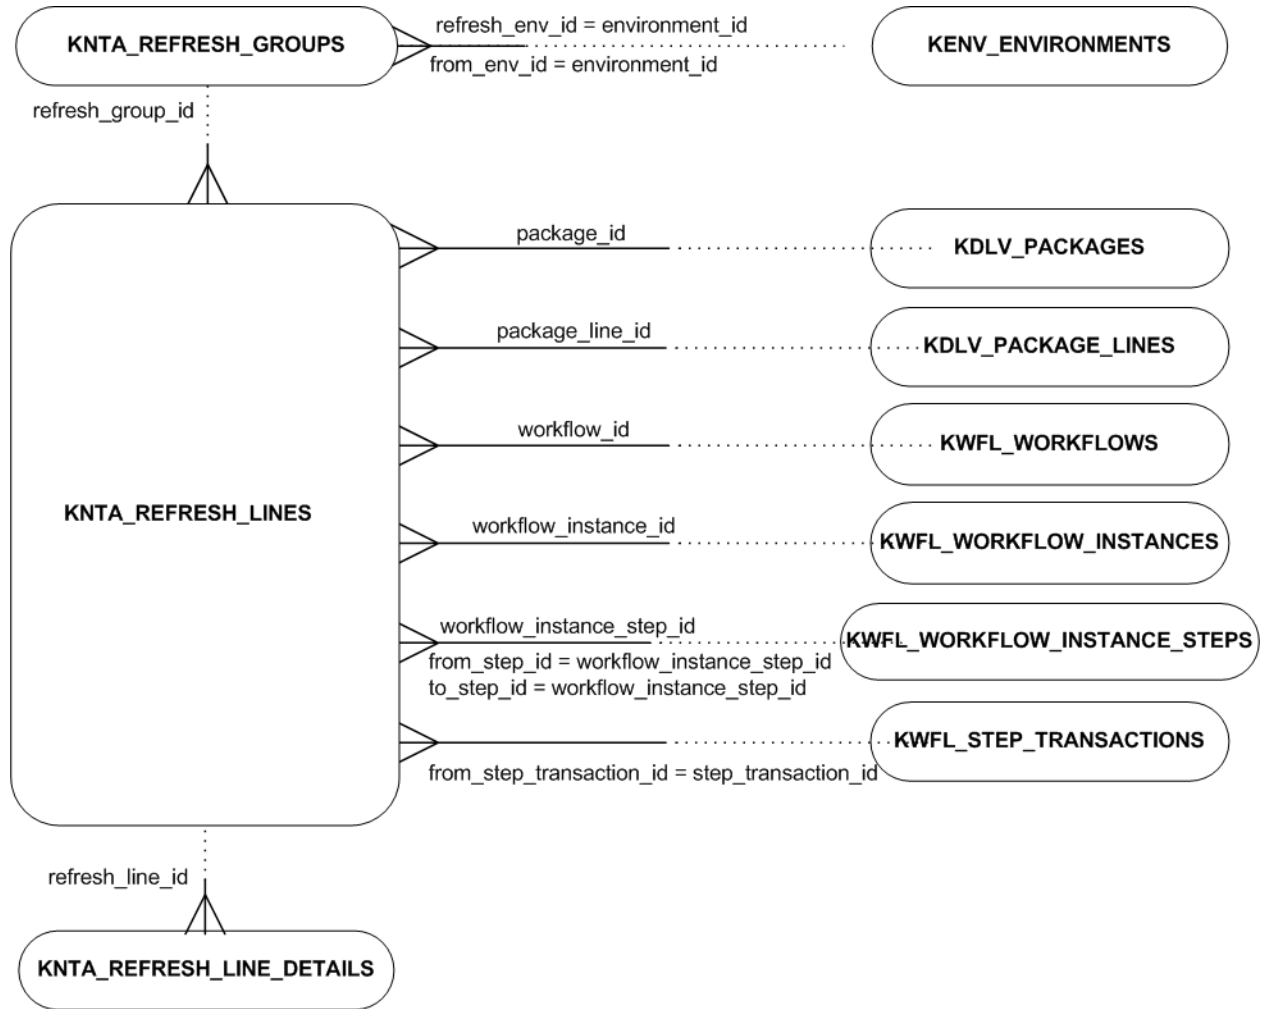 KNTA_REFRESH_GROUPS
refresh_env_id = environment_id
from_env_id = environment_id
KENV_ENVIRONMENTS
refresh_group_id
KNTA_REFRESH_LINES
package_id
KDLV_PACKAGES
package_line_id
KDLV_PACKAGE_LINES
workflow_id
KWFL_WORKFLOWS
workflow_instance_id
KWFL_WORKFLOW_INSTANCES
workflow_instance_step_id
from_step_id = workflow_instance_step_id
to_step_id = workflow_instance_step_id
KWFL_WORKFLOW_INSTANCE_STEPS
KWFL_STEP_TRANSACTIONS
from_step_transaction_id = step_transaction_id
refresh_line_id
KNTA_REFRESH_LINE_DETAILS